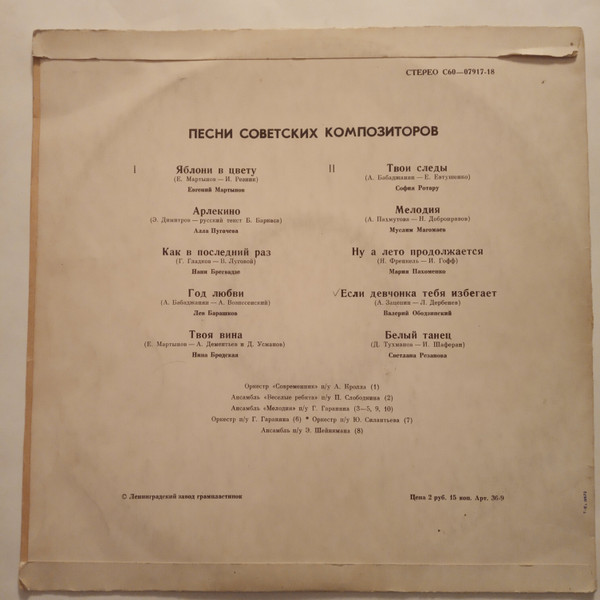 СТЕРЕО С60—07917-18
ПЕСНИ СОВЕТСКИХ КОМПОЗИТОРОВ
I
Яблони в цвету
(Е. Мартынов — И. Резник)
Евгений Мартынов
Арлекино
(Э. Димитров — русский текст Б. Баркаса)
Алла Пугачева
Как в последний раз
(Г. Гладков — В. Луговой)
Нани Брегвадзе
Год любви
(А. Бабаджанян — А. Вознесенский)
Лев Барашков
Твоя вина
(Е. Мартынов — А. Дементьев и Д. Усманов)
Нина Бродская
II
Твои следы
(А. Бабаджанян — Е. Евтушенко)
София Ротару
Мелодия
(А. Пахмутова — Н. Добронравов)
Муслим Магомаев
Ну а лето продолжается
(Я. Френкель — И. Гофф)
Мария Пахоменко
Если девчонка тебя избегает
(А. Зацепин — Л. Дербенев)
Валерий Ободзинский
Белый танец
(Д. Тухманов — И. Шаферан)
Светлана Резанова
Оркестр «Современник» п/у А. Кролла (1)
Ансамбль «Веселые ребята» п/у П. Слободкина (2)
Ансамбль «Мелодия» п/у Г. Гараняна (3—5, 9, 10)
Оркестр п/у Г. Гараняна (6) * Оркестр п/у Ю. Силантьева (7)
Ансамбль п/у Э. Шейнкмана (8)
© Ленинградский завод грампластинок
Цена 2 руб. 15 коп. Арт. 36-9